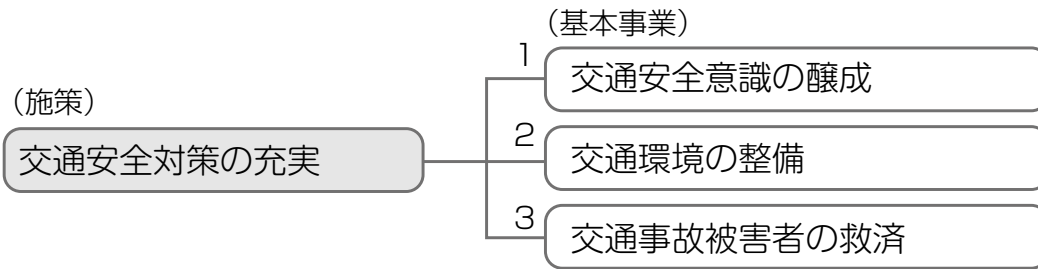 （基本事業）
1
交通安全意識の醸成
（施策）
2
交通安全対策の充実
交通環境の整備
3
交通事故被害者の救済